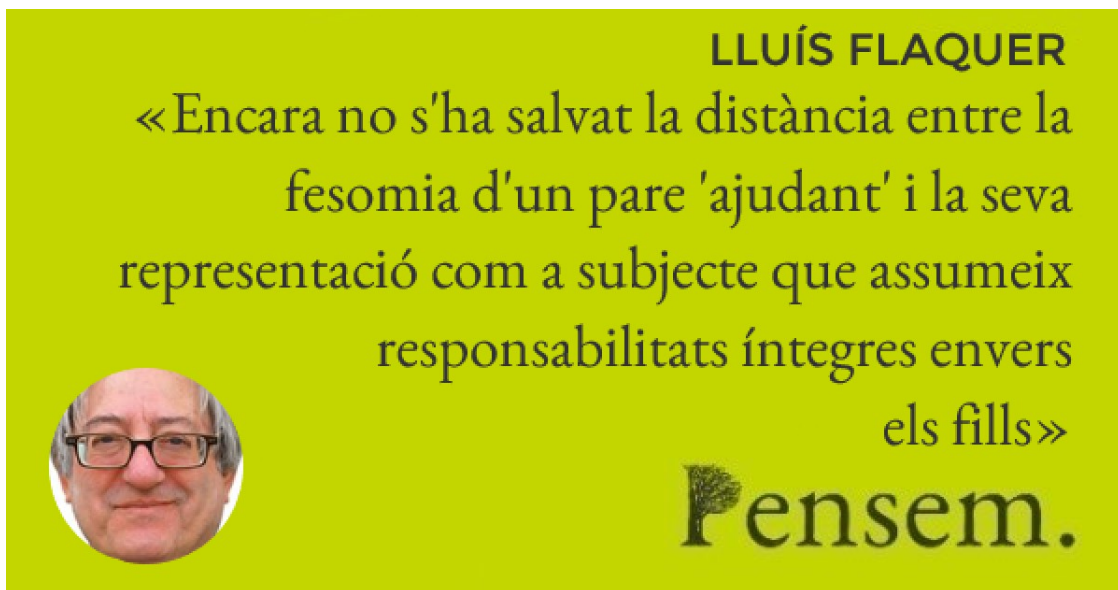 LLUÍS FLAQUER
«Encara no s'ha salvat la distància entre la
fesomia d'un pare 'ajudant' i la seva
representació com a subjecte que assumeix
responsabilitats íntegres envers
els fills»
Pensem.